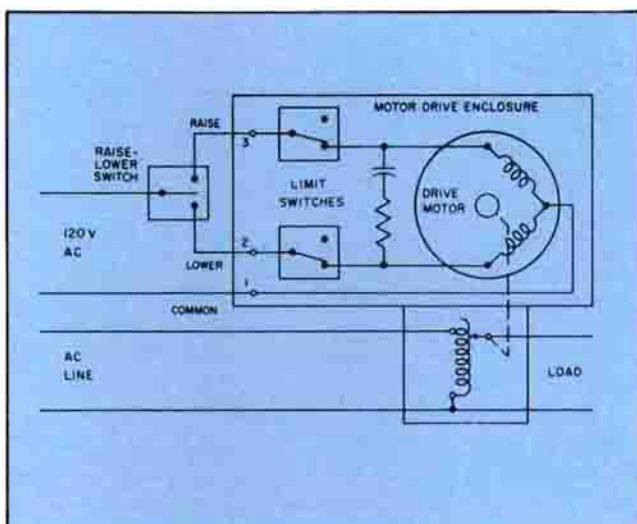 MOTOR DRIVE ENCLOSURE
RAISE
3
RAISE-
LOWER
SWITCH
LIMIT
SWITCHES
DRIVE
MOTOR
120V
AC
2
LOWER
1
COMMON
AC
LINE
LOAD